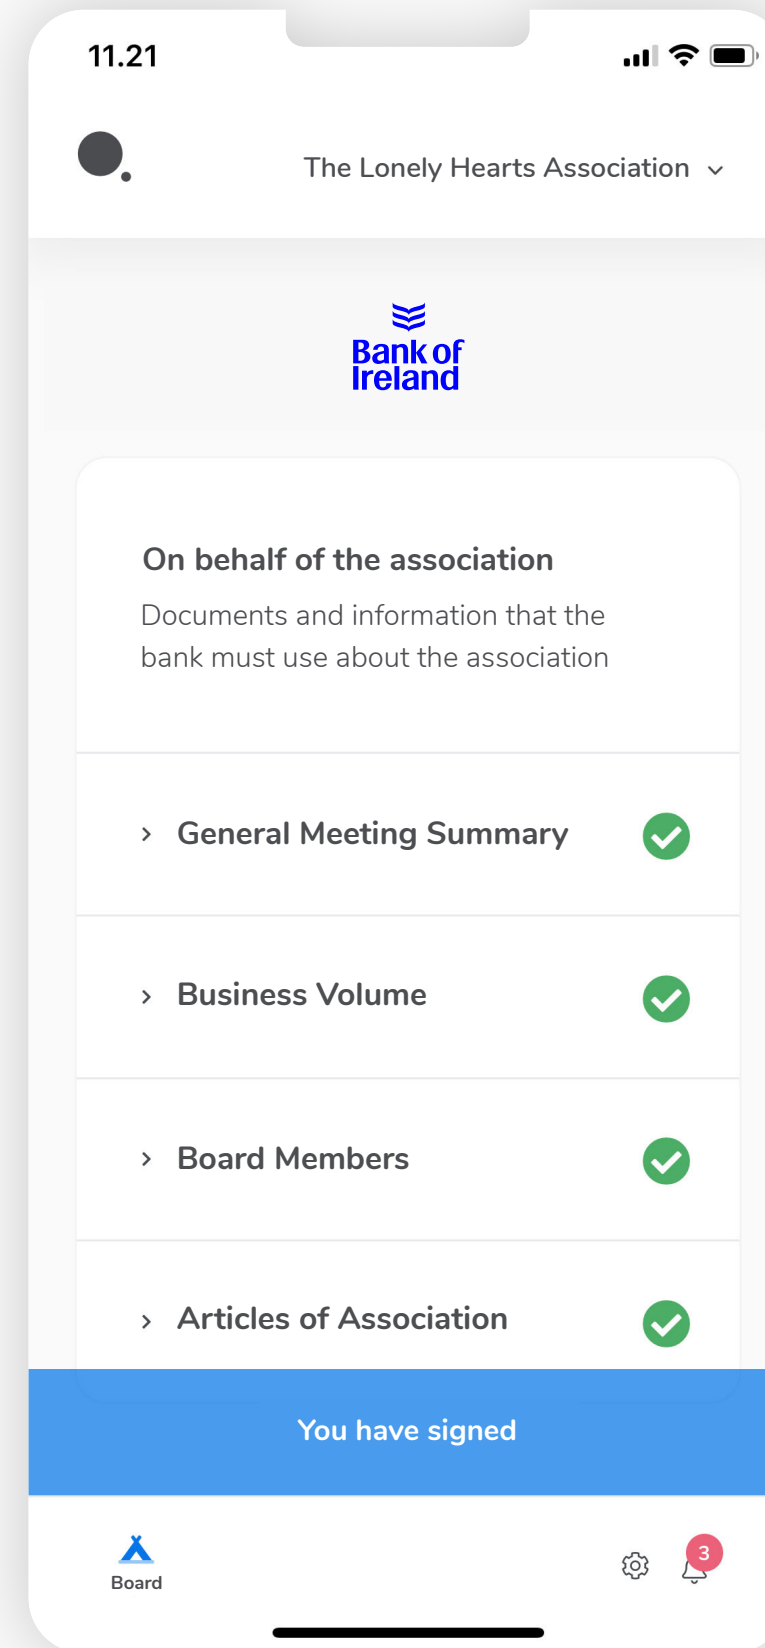 11.21
The Lonely Hearts Association
Bank of
Ireland
On behalf of the association
Documents and information that the
bank must use about the association
General Meeting Summary
Business Volume
Board Members
Articles of Association
You have signed
3
Board